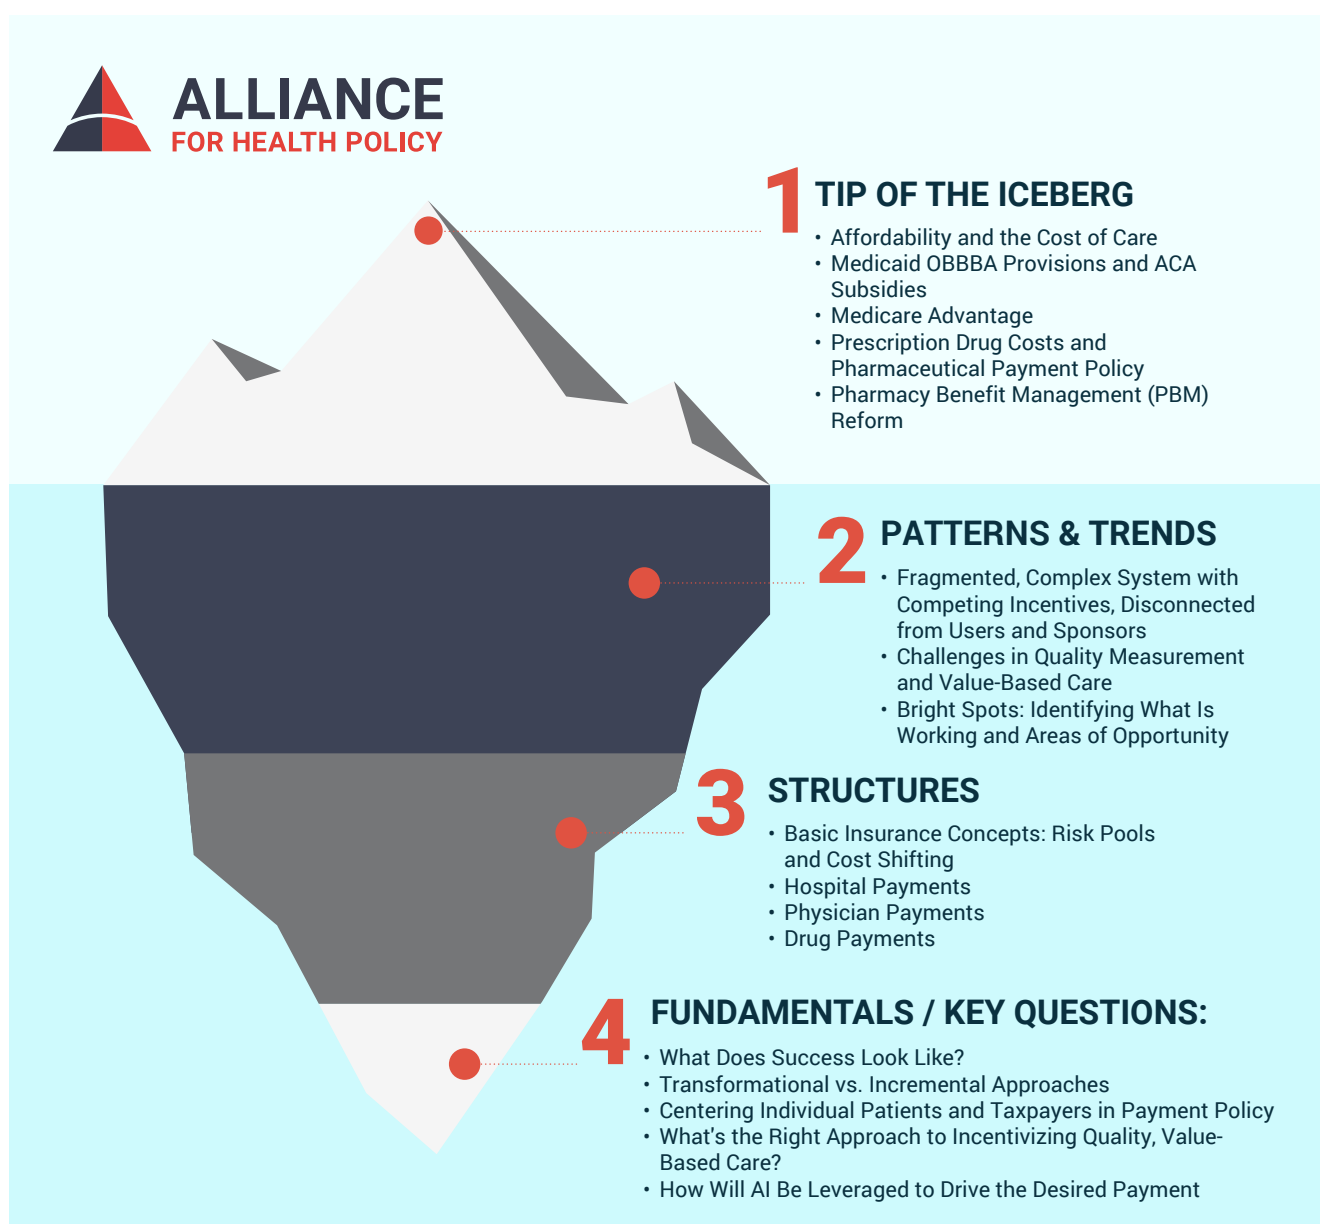 ALLIANCE
FOR HEALTH POLICY
1 TIP OF THE ICEBERG
• Affordability and the Cost of Care
• Medicaid OBBBA Provisions and ACA
Subsidies
• Medicare Advantage
• Prescription Drug Costs and
Pharmaceutical Payment Policy
• Pharmacy Benefit Management (PBM)
Reform
2 PATTERNS & TRENDS
• Fragmented, Complex System with
Competing Incentives, Disconnected
from Users and Sponsors
• Challenges in Quality Measurement
and Value-Based Care
• Bright Spots: Identifying What Is
Working and Areas of Opportunity
3 STRUCTURES
• Basic Insurance Concepts: Risk Pools
and Cost Shifting
• Hospital Payments
• Physician Payments
• Drug Payments
4 FUNDAMENTALS / KEY QUESTIONS:
• What Does Success Look Like?
• Transformational vs. Incremental Approaches
• Centering Individual Patients and Taxpayers in Payment Policy
• What's the Right Approach to Incentivizing Quality, Value-
Based Care?
• How Will AI Be Leveraged to Drive the Desired Payment